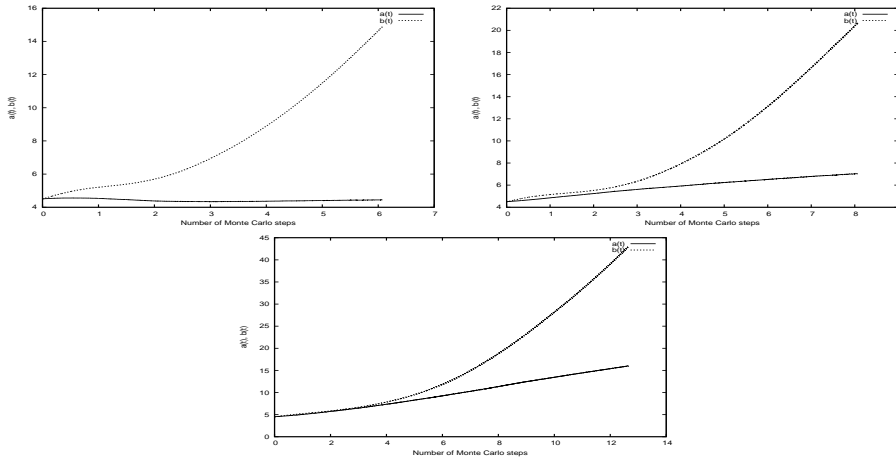 16
14
12
10
8
6
4
a(t), b(t)
a(t)
b(t)
0 1 2 3 4 5 6 7
Number of Monte Carlo steps
22
20
18
16
14
12
10
8
6
4
a(t), b(t)
a(t)
b(t)
0 1 2 3 4 5 6 7 8 9
Number of Monte Carlo steps
45
40
35
30
25
20
15
10
5
0
a(t), b(t)
a(t)
b(t)
0 2 4 6 8 10 12 14
Number of Monte Carlo steps